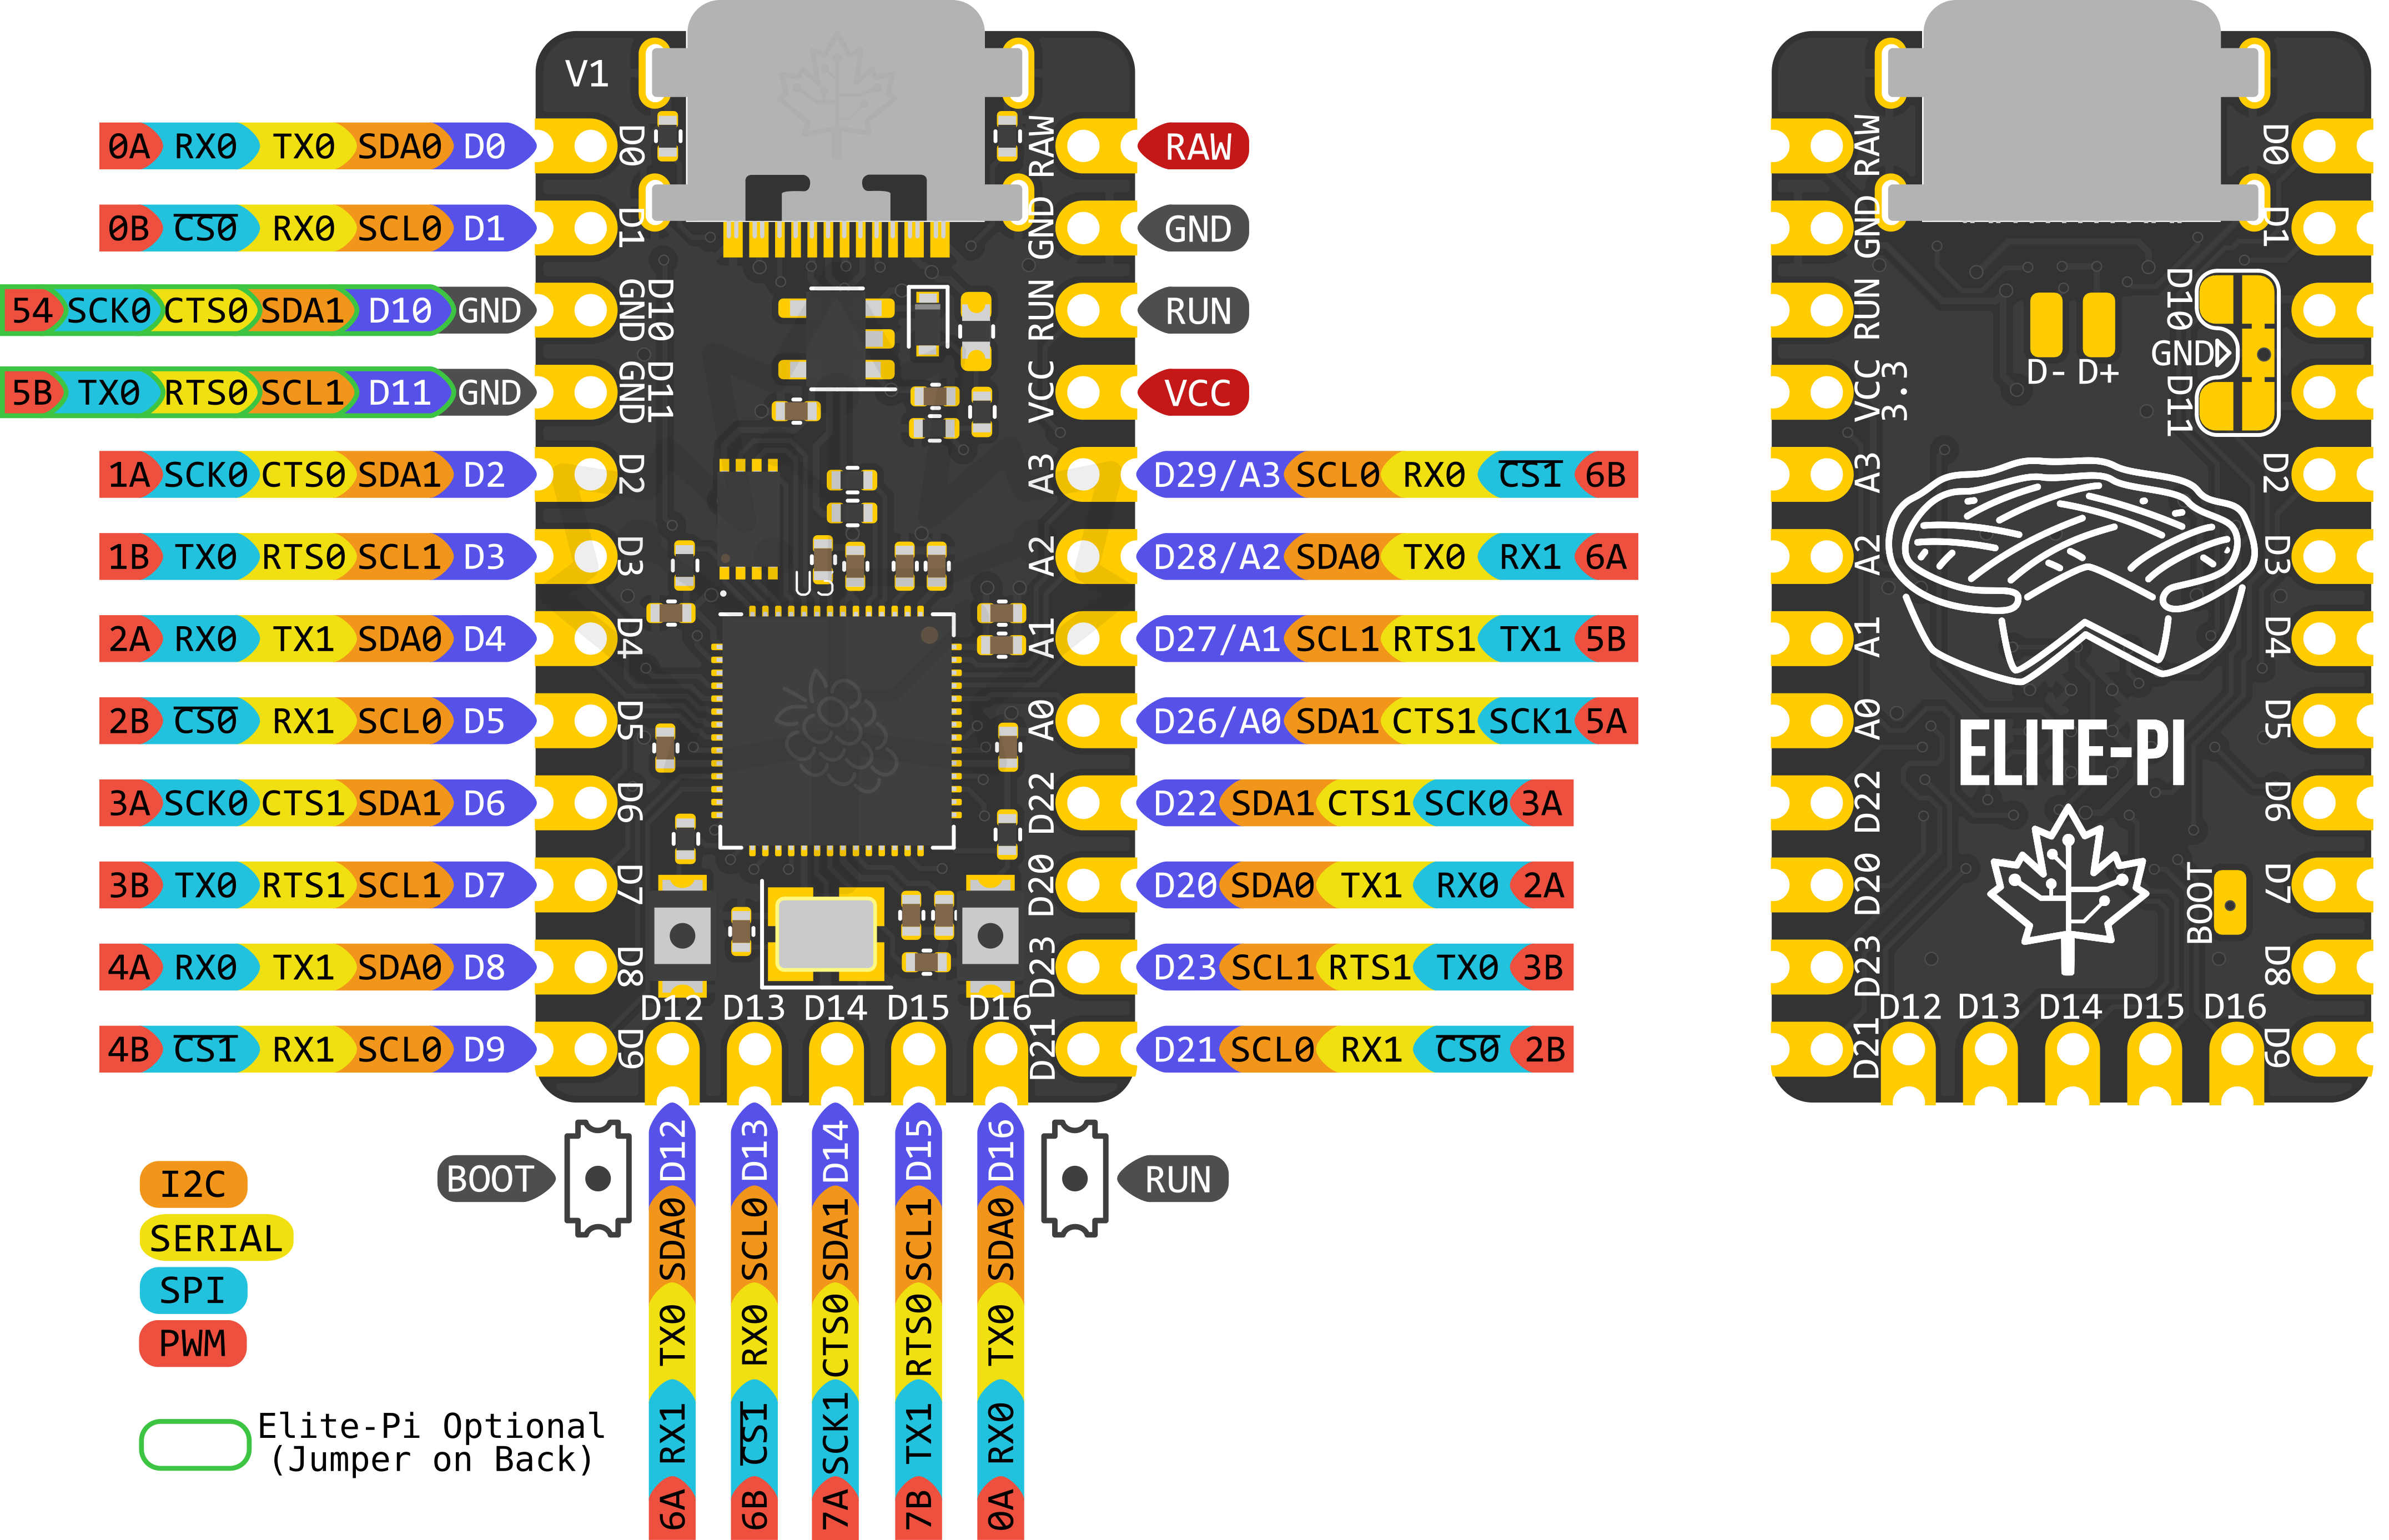 V1
0A RX0 TX0 SDA0 D0
0B CS0 RX0 SCL0 D1
54 SCK0 CTS0 SDA1 D10 GND
5B TX0 RTS0 SCL1 D11 GND
1A SCK0 CTS0 SDA1 D2
1B TX0 RTS0 SCL1 D3
2A RX0 TX1 SDA0 D4
2B CS0 RX1 SCL0 D5
3A SCK0 CTS1 SDA1 D6
3B TX0 RTS1 SCL1 D7
4A RX0 TX1 SDA0 D8
4B CS1 RX1 SCL0 D9
D0
D1
GND D10
GND D11
D2
D3
D4
D5
D6
D7
D8
D9
U3
D12 D13 D14 D15 D16
RAW
GND
RUN
VCC
A3
A2
A1
A0
D22
D20
D23
D21
RAW
GND
RUN
VCC
D29/A3 SCL0 RX0 CS1 6B
D28/A2 SDA0 TX0 RX1 6A
D27/A1 SCL1 RTS1 TX1 5B
D26/A0 SDA1 CTS1 SCK1 5A
D22 SDA1 CTS1 SCK0 3A
D20 SDA0 TX1 RX0 2A
D23 SCL1 RTS1 TX0 3B
D21 SCL0 RX1 CS0 2B
6A RX1 TX0 SDA0 D12
6B CS1 RX0 SCL0 D13
7A SCK1 CTS0 SDA1 D14
7B TX1 RTS0 SCL1 D15
0A RX0 TX0 SDA0 D16
BOOT
RUN
I2C
SERIAL
SPI
PWM
Elite-Pi Optional
(Jumper on Back)
RAW
GND
RUN
VCC
3.3
A3
A2
A1
A0
D22
D20
D23
D21
D- D+
D10
GND
D11
ELITE-PI
BOOT
D12 D13 D14 D15 D16
D0
D1
D2
D3
D4
D5
D6
D7
D8
D9